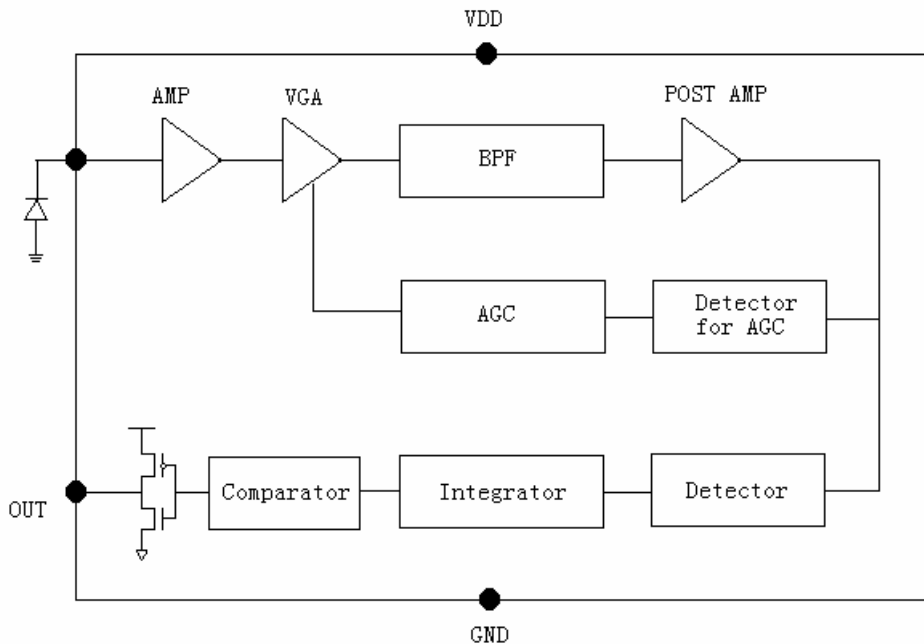 VDD
AMP
VGA
POST AMP
BPF
AGC
Detector
for AGC
OUT
Comparator
Integrator
Detector
GND